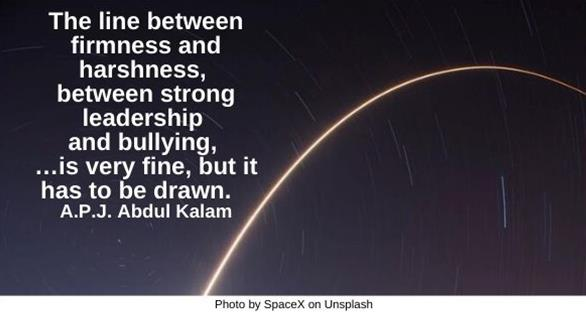 The line between
firmness and
harshness,
between strong
leadership
and bullying,
...is very fine, but it
has to be drawn.
A.P.J. Abdul Kalam
Photo by SpaceX on Unsplash